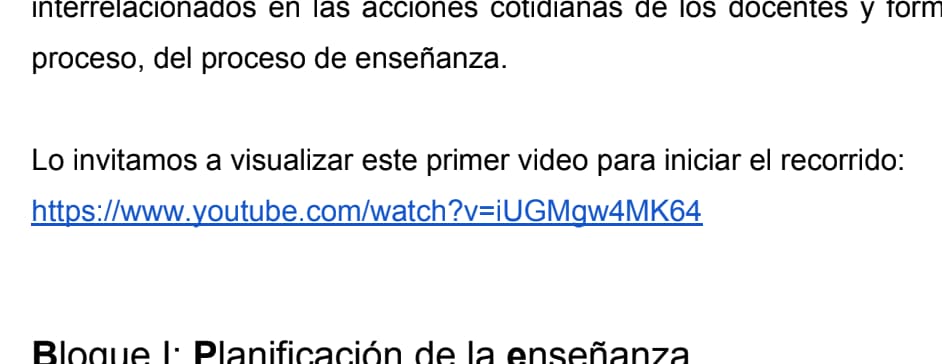 interrelacionados en las acciones cotidianas de los docentes y form
proceso, del proceso de enseñanza.
Lo invitamos a visualizar este primer video para iniciar el recorrido:
https://www.youtube.com/watch?v=iUGMgw4MK64
Bloque I: Planificación de la enseñanza